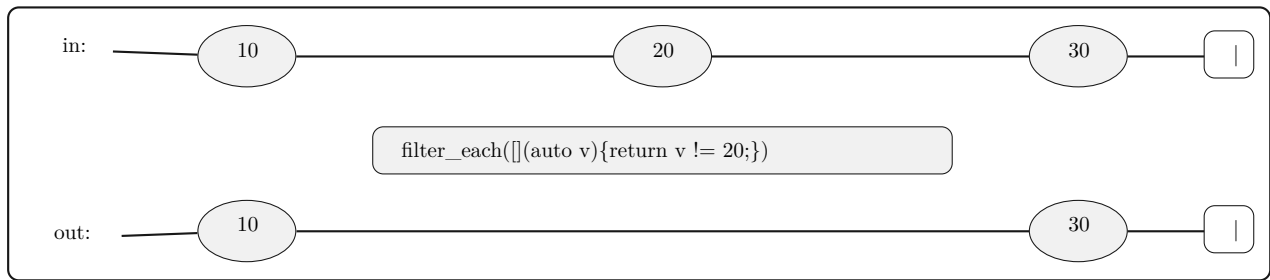 in: 10 20 30 |
filter_each([](auto v){return v != 20;})
out: 10 30 |